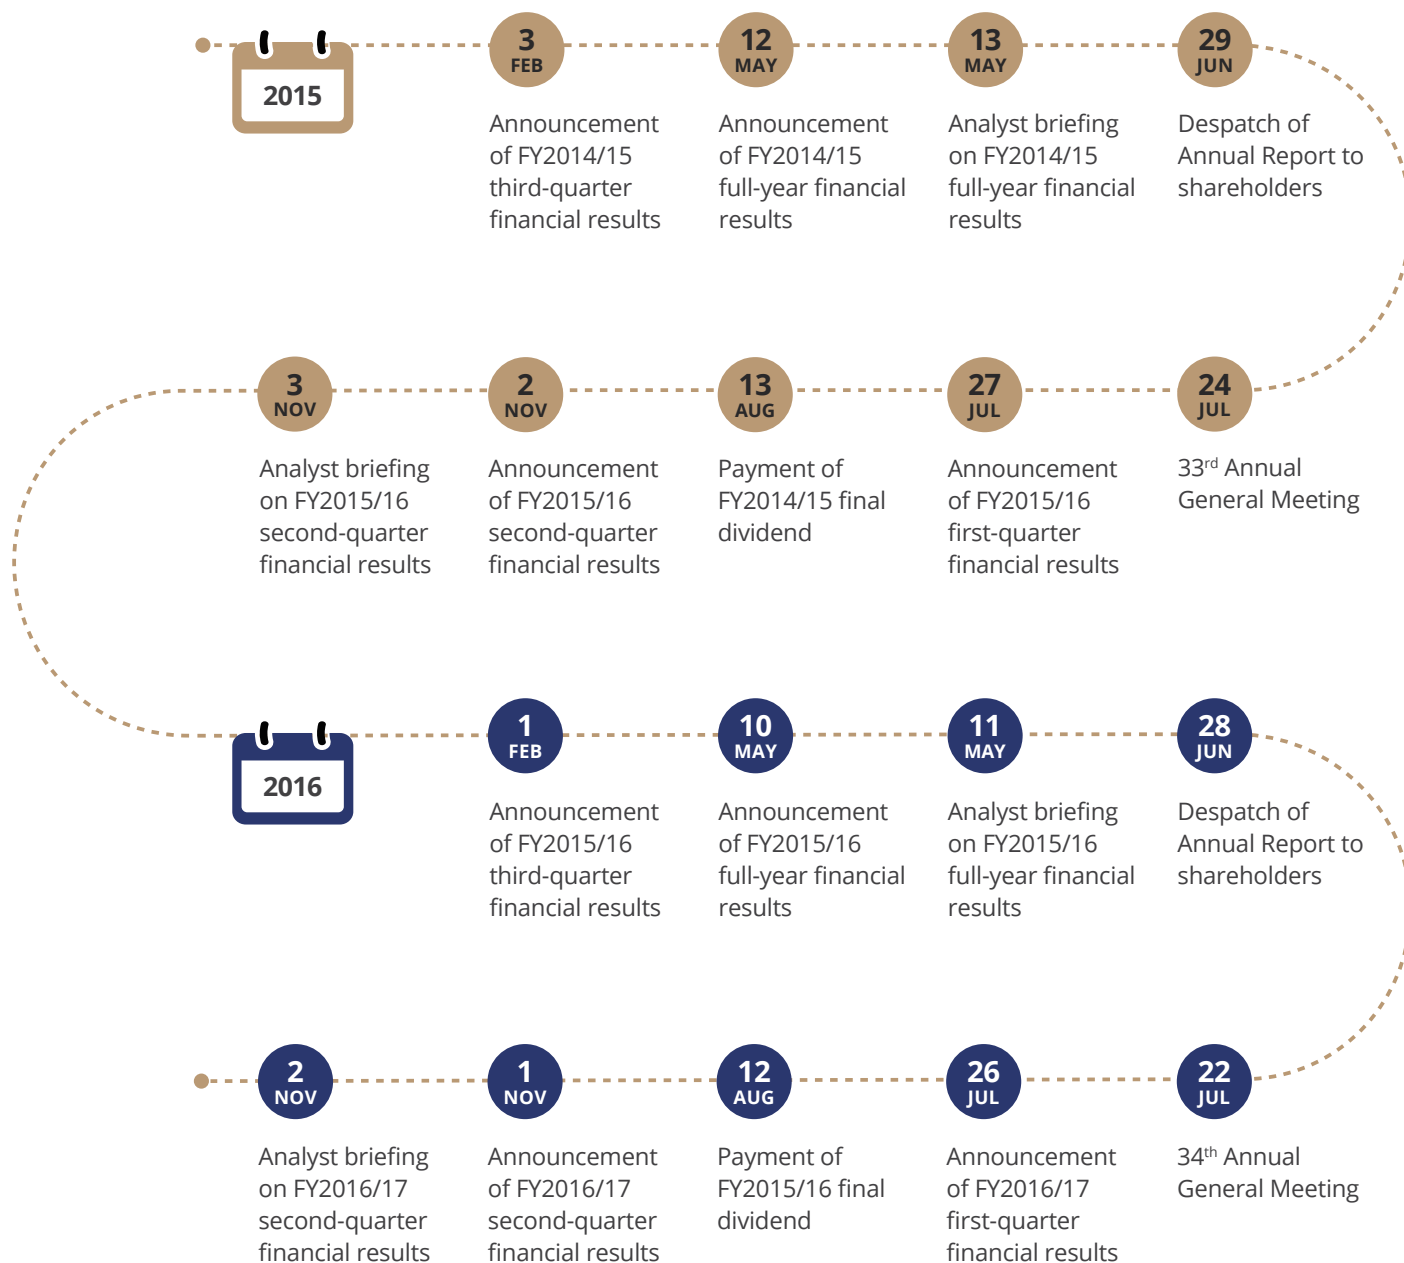 2015
3
FEB
Announcement
of FY2014/15
third-quarter
financial results
12
MAY
Announcement
of FY2014/15
full-year financial
results
13
MAY
Analyst briefing
on FY2014/15
full-year financial
results
29
JUN
Despatch of
Annual Report to
shareholders
24
JUL
33rd Annual
General Meeting
27
JUL
Announcement
of FY2015/16
first-quarter
financial results
13
AUG
Payment of
FY2014/15 final
dividend
2
NOV
Announcement
of FY2015/16
second-quarter
financial results
3
NOV
Analyst briefing
on FY2015/16
second-quarter
financial results
2016
1
FEB
Announcement
of FY2015/16
third-quarter
financial results
10
MAY
Announcement
of FY2015/16
full-year financial
results
11
MAY
Analyst briefing
on FY2015/16
full-year financial
results
28
JUN
Despatch of
Annual Report to
shareholders
22
JUL
34th Annual
General Meeting
26
JUL
Announcement
of FY2016/17
first-quarter
financial results
12
AUG
Payment of
FY2015/16 final
dividend
1
NOV
Announcement
of FY2016/17
second-quarter
financial results
2
NOV
Analyst briefing
on FY2016/17
second-quarter
financial results